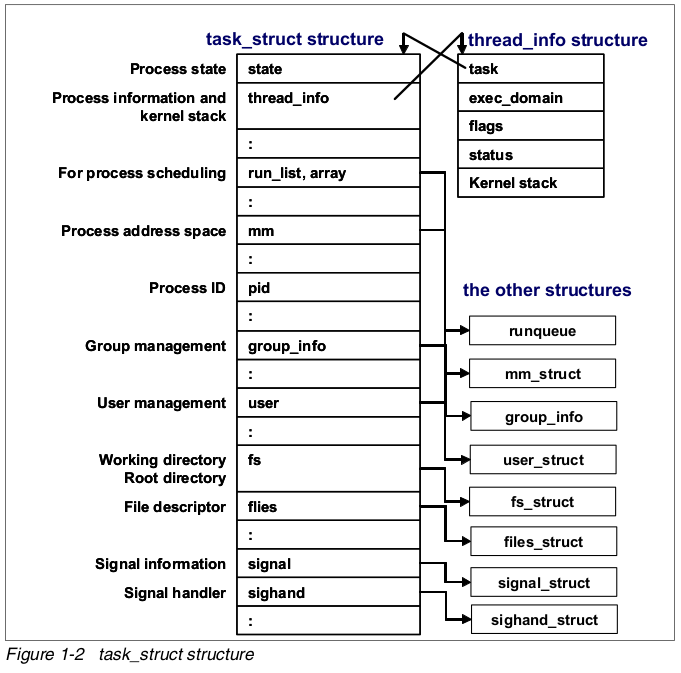 task_struct structure
thread_info structure
Process state
state
task
Process information and
kernel stack
thread_info
exec_domain
flags
:
status
For process scheduling
run_list, array
Kernel stack
:
Process address space
mm
:
Process ID
pid
the other structures
:
runqueue
Group management
group_info
:
mm_struct
User management
user
group_info
:
Working directory
Root directory
fs
user_struct
File descriptor
flies
fs_struct
:
files_struct
Signal information
signal
signal_struct
Signal handler
sighand
:
sighand_struct
Figure 1-2 task_struct structure